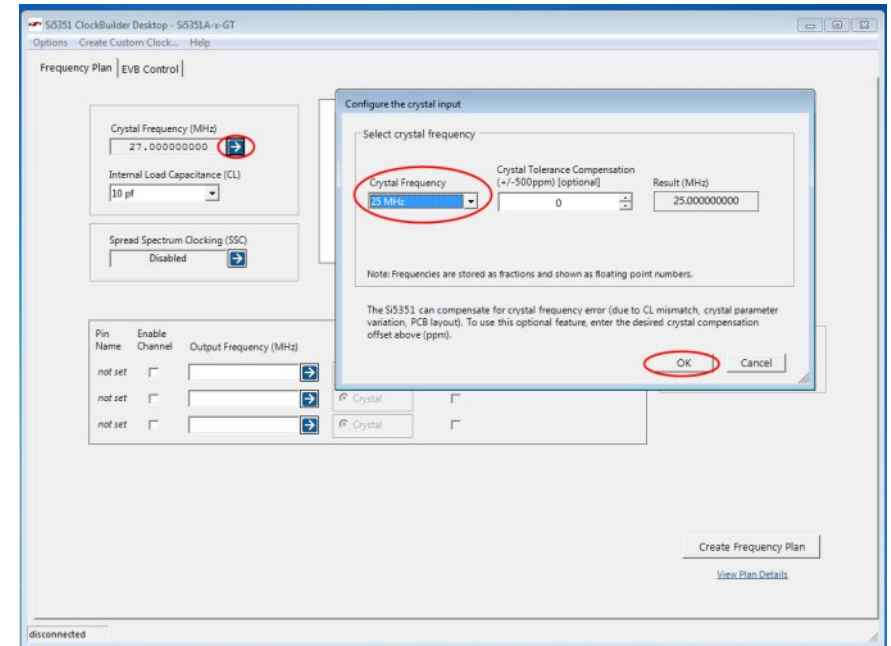 Si5351 ClockBuilder Desktop - Si5351A-x-GT
Options Create Custom Clock... Help
Frequency Plan EVB Control
Crystal Frequency (MHz)
27.000000000
Internal Load Capacitance (CL)
10 pf
Spread Spectrum Clocking (SSC)
Disabled
Configure the crystal input
Select crystal frequency
Crystal Frequency
25 MHz
Crystal Tolerance Compensation
(+/-500ppm) [optional]
0
Result (MHz)
25.000000000
Note: Frequencies are stored as fractions and shown as floating point numbers.
The Si5351 can compensate for crystal frequency error (due to CL mismatch, crystal parameter
variation, PCB layout). To use this optional feature, enter the desired crystal compensation
offset above (ppm).
OK Cancel
Pin Enable
Name Channel Output Frequency (MHz)
not set
not set Crystal
not set Crystal
Create Frequency Plan
View Plan Details
disconnected